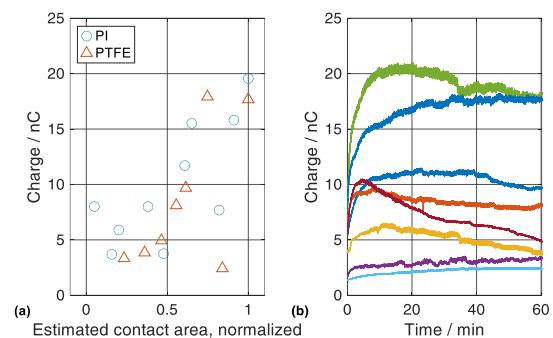 25
20
15
10
5
0
0
0.5
1
Charge / nC
Estimated contact area, normalized
PI
PTFE
(a)
25
20
15
10
5
0
0
20
40
60
Charge / nC
Time / min
(b)